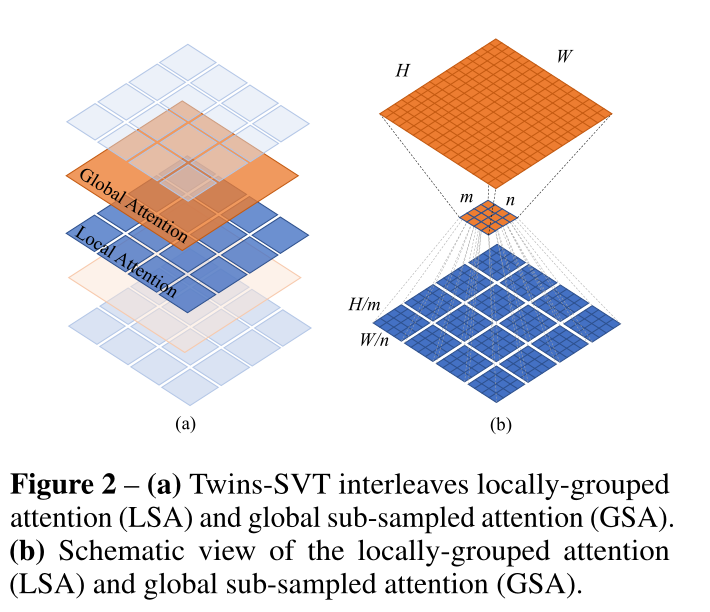 H
W
Global Attention
Local Attention
m
n
H/m
W/n
(a)
(b)
Figure 2 – (a) Twins-SVT interleaves locally-grouped
attention (LSA) and global sub-sampled attention (GSA).
(b) Schematic view of the locally-grouped attention
(LSA) and global sub-sampled attention (GSA).